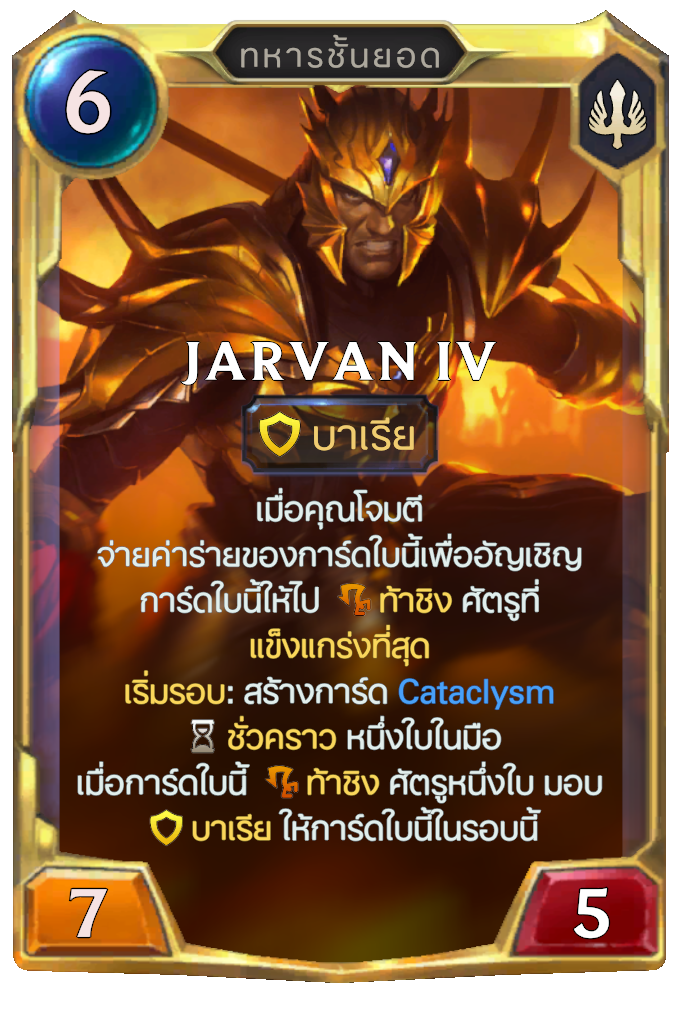 ทหารชั้นยอด
6
JARVAN IV
บาเรีย
เมื่อคุณโจมตี
จ่ายค่าร่ายของการ์ดใบนี้เพื่ออัญเชิญ
การ์ดใบนี้ให้ไป ท้าชิง ศัตรูที่
แข็งแกร่งที่สุด
เริ่มรอบ: สร้างการ์ด Cataclysm
ชั่วคราว หนึ่งใบในมือ
เมื่อการ์ดใบนี้ ท้าชิง ศัตรูหนึ่งใบ มอบ
บาเรีย ให้การ์ดใบนี้ในรอบนี้
7
5